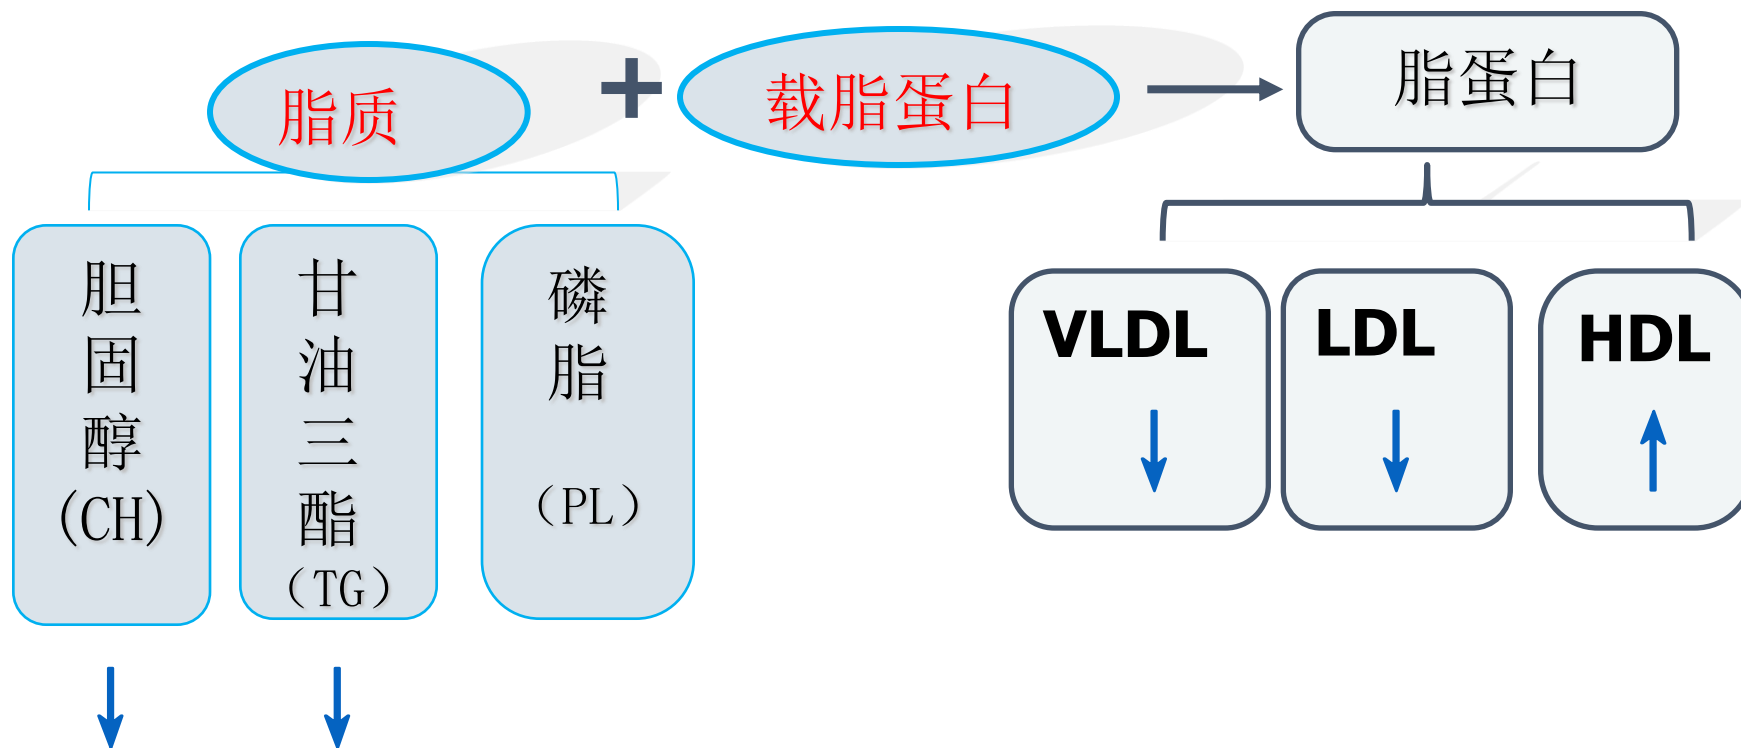 脂质
+
载脂蛋白
脂蛋白
胆
固
醇
(CH)
甘
油
三
酯
（TG）
磷
脂
（PL）
VLDL
LDL
HDL